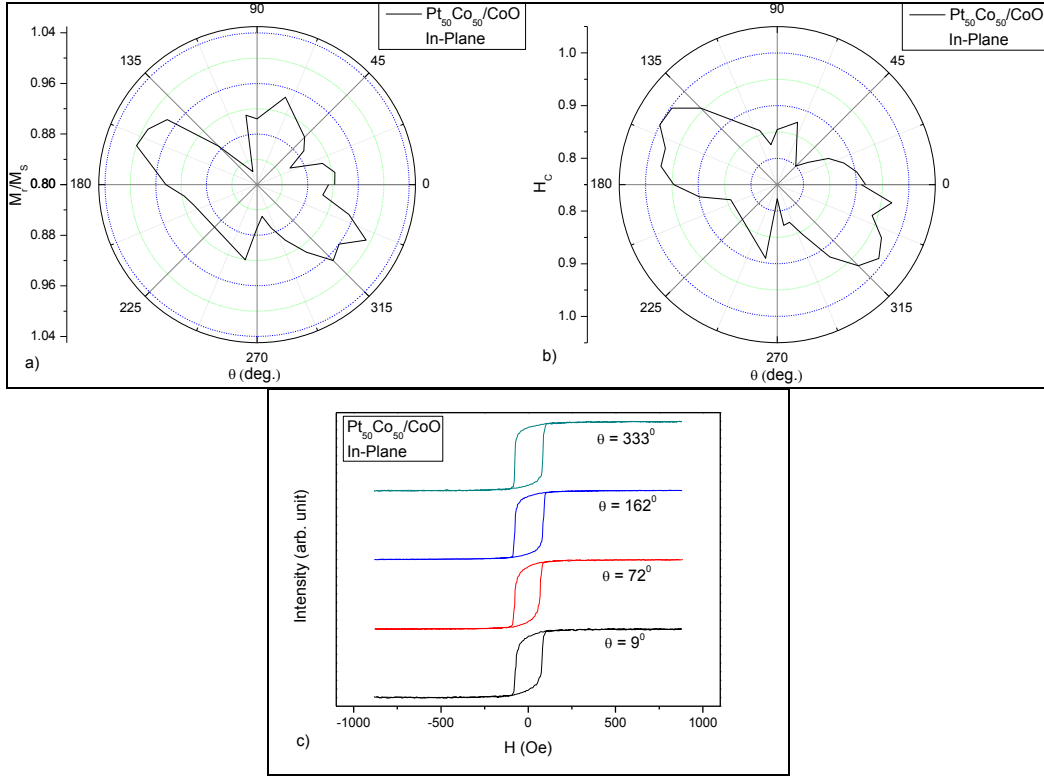 90
Pt₅₀Co₅₀/CoO
In-Plane
1.04
0.96
0.88
0.80
0.88
0.96
1.04
Mᵣ/Mₛ
135
45
180
0
225
315
270
θ (deg.)
a)
90
Pt₅₀Co₅₀/CoO
In-Plane
1.0
0.9
0.8
0.8
0.9
1.0
H_C
135
45
180
0
225
315
270
θ (deg.)
b)
Pt₅₀Co₅₀/CoO
In-Plane
θ = 333⁰
θ = 162⁰
θ = 72⁰
θ = 9⁰
Intensity (arb. unit)
-1000
-500
0
500
1000
c)
H (Oe)